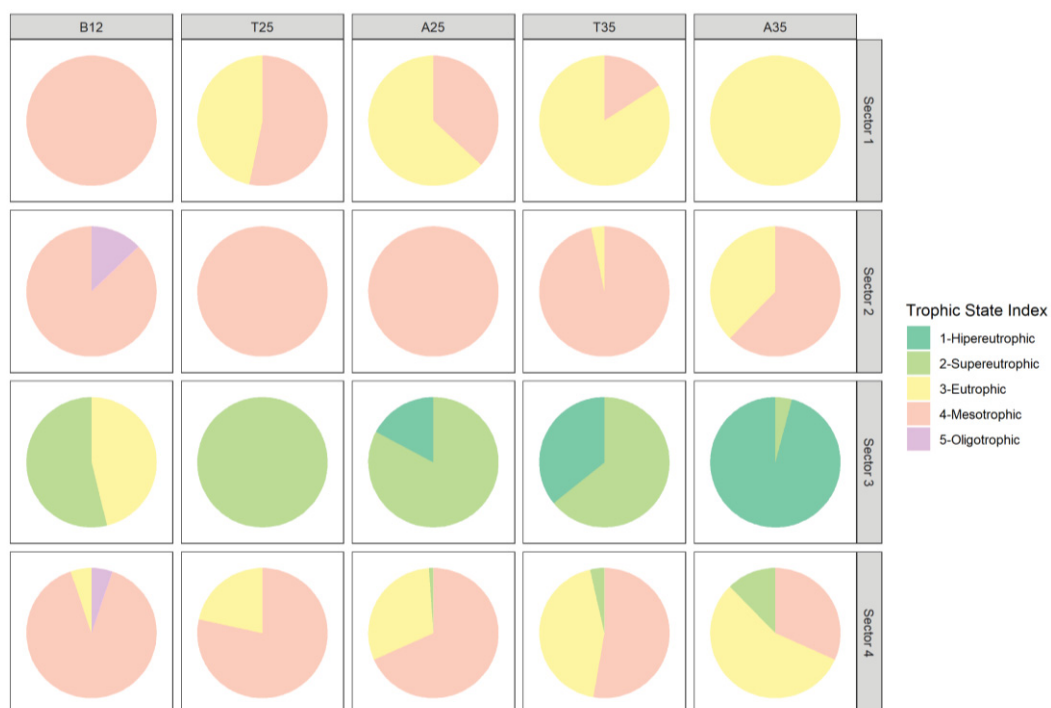 B12 T25 A25 T35 A35
Sector 1
Sector 2
Sector 3
Sector 4
Trophic State Index
1-Hipereutrophic
2-Supereutrophic
3-Eutrophic
4-Mesotrophic
5-Oligotrophic